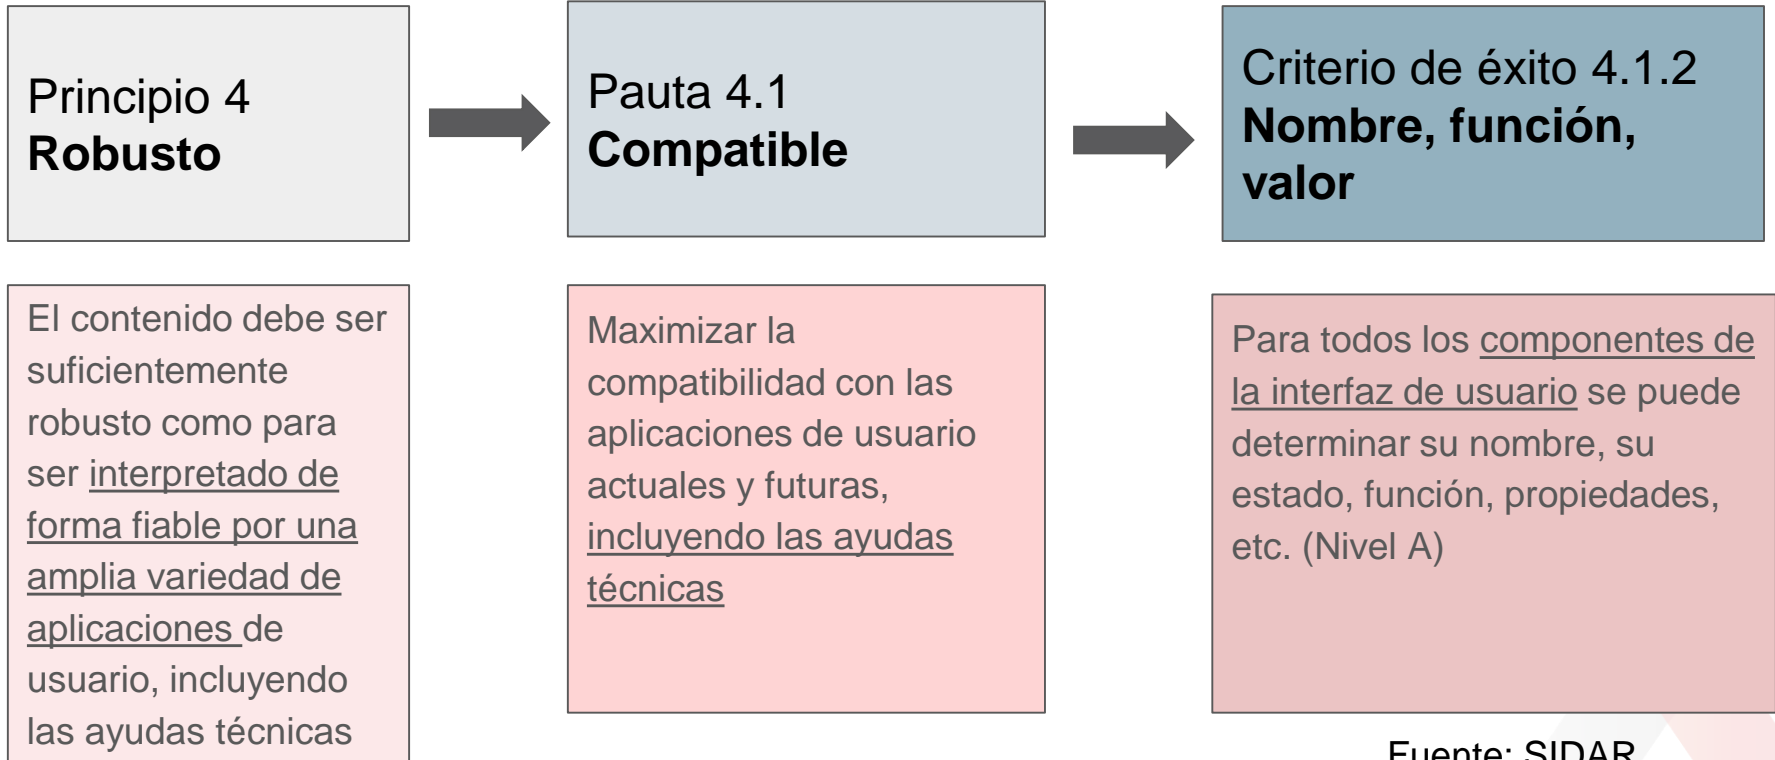 Principio 4
Robusto
Pauta 4.1
Compatible
Criterio de éxito 4.1.2
Nombre, función,
valor
El contenido debe ser
suficientemente
robusto como para
ser interpretado de
forma fiable por una
amplia variedad de
aplicaciones de
usuario, incluyendo
las ayudas técnicas
Maximizar la
compatibilidad con las
aplicaciones de usuario
actuales y futuras,
incluyendo las ayudas
técnicas
Para todos los componentes de
la interfaz de usuario se puede
determinar su nombre, su
estado, función, propiedades,
etc. (Nivel A)
Fuente: SIDAR